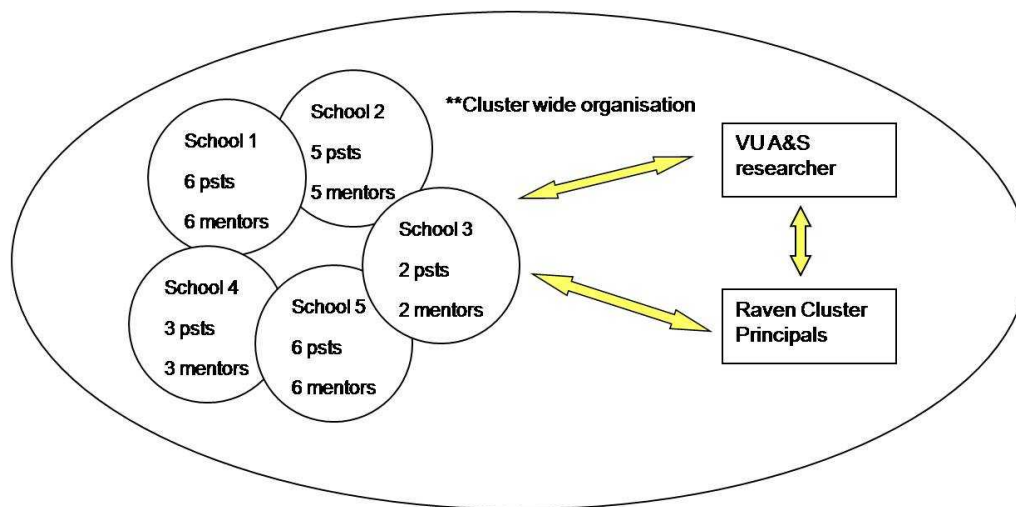 School 1
6 psts
6 mentors
School 2
5 psts
5 mentors
**Cluster wide organisation
School 3
2 psts
2 mentors
School 4
3 psts
3 mentors
School 5
6 psts
6 mentors
VU A&S
researcher
Raven Cluster
Principals